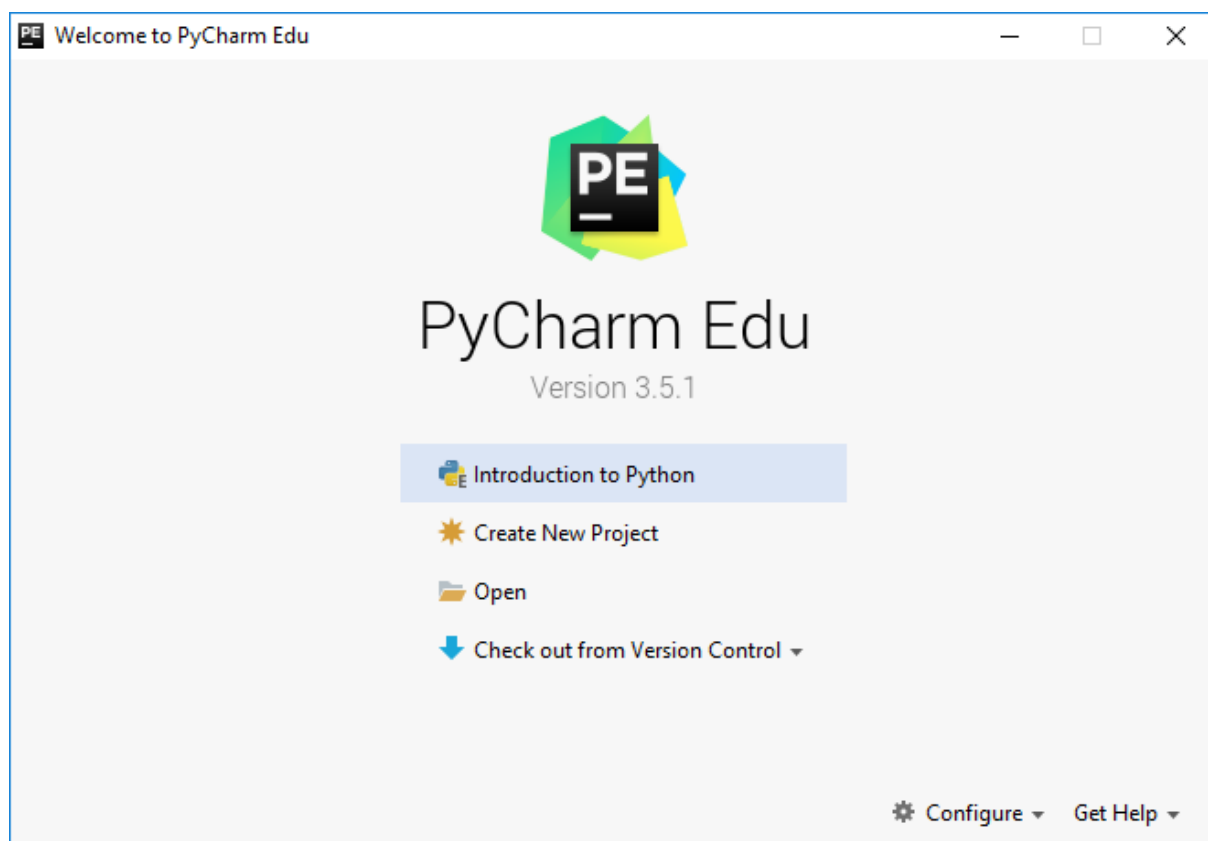 PE Welcome to PyCharm Edu
PE
PyCharm Edu
Version 3.5.1
E Introduction to Python
Create New Project
Open
Check out from Version Control
Configure Get Help